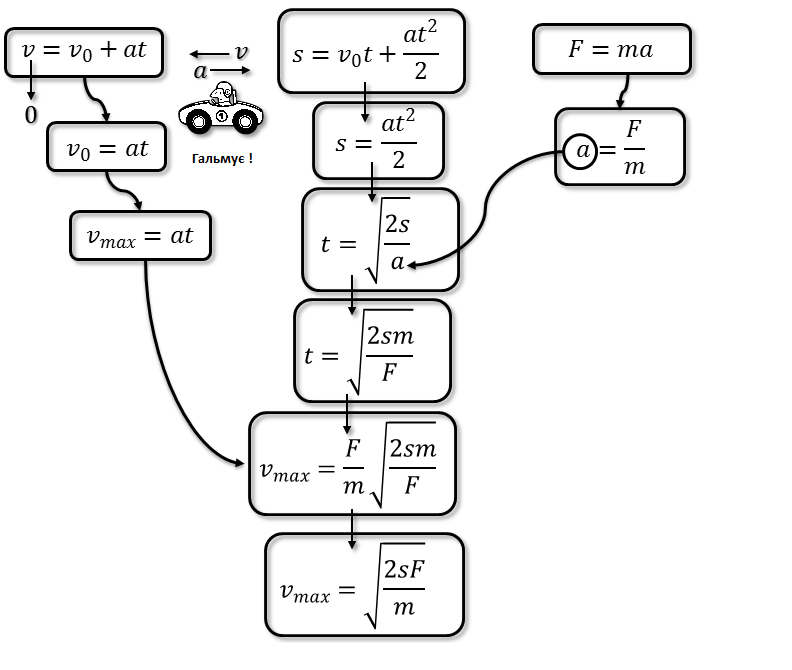 v = v₀ + at
0
v₀ = at
v_max = at
v
a
1
Гальмує !
s = v₀t + at²/2
s = at²/2
t = √(2s/a)
t = √(2sm/F)
v_max = F/m √(2sm/F)
v_max = √(2sF/m)
F = ma
a = F/m